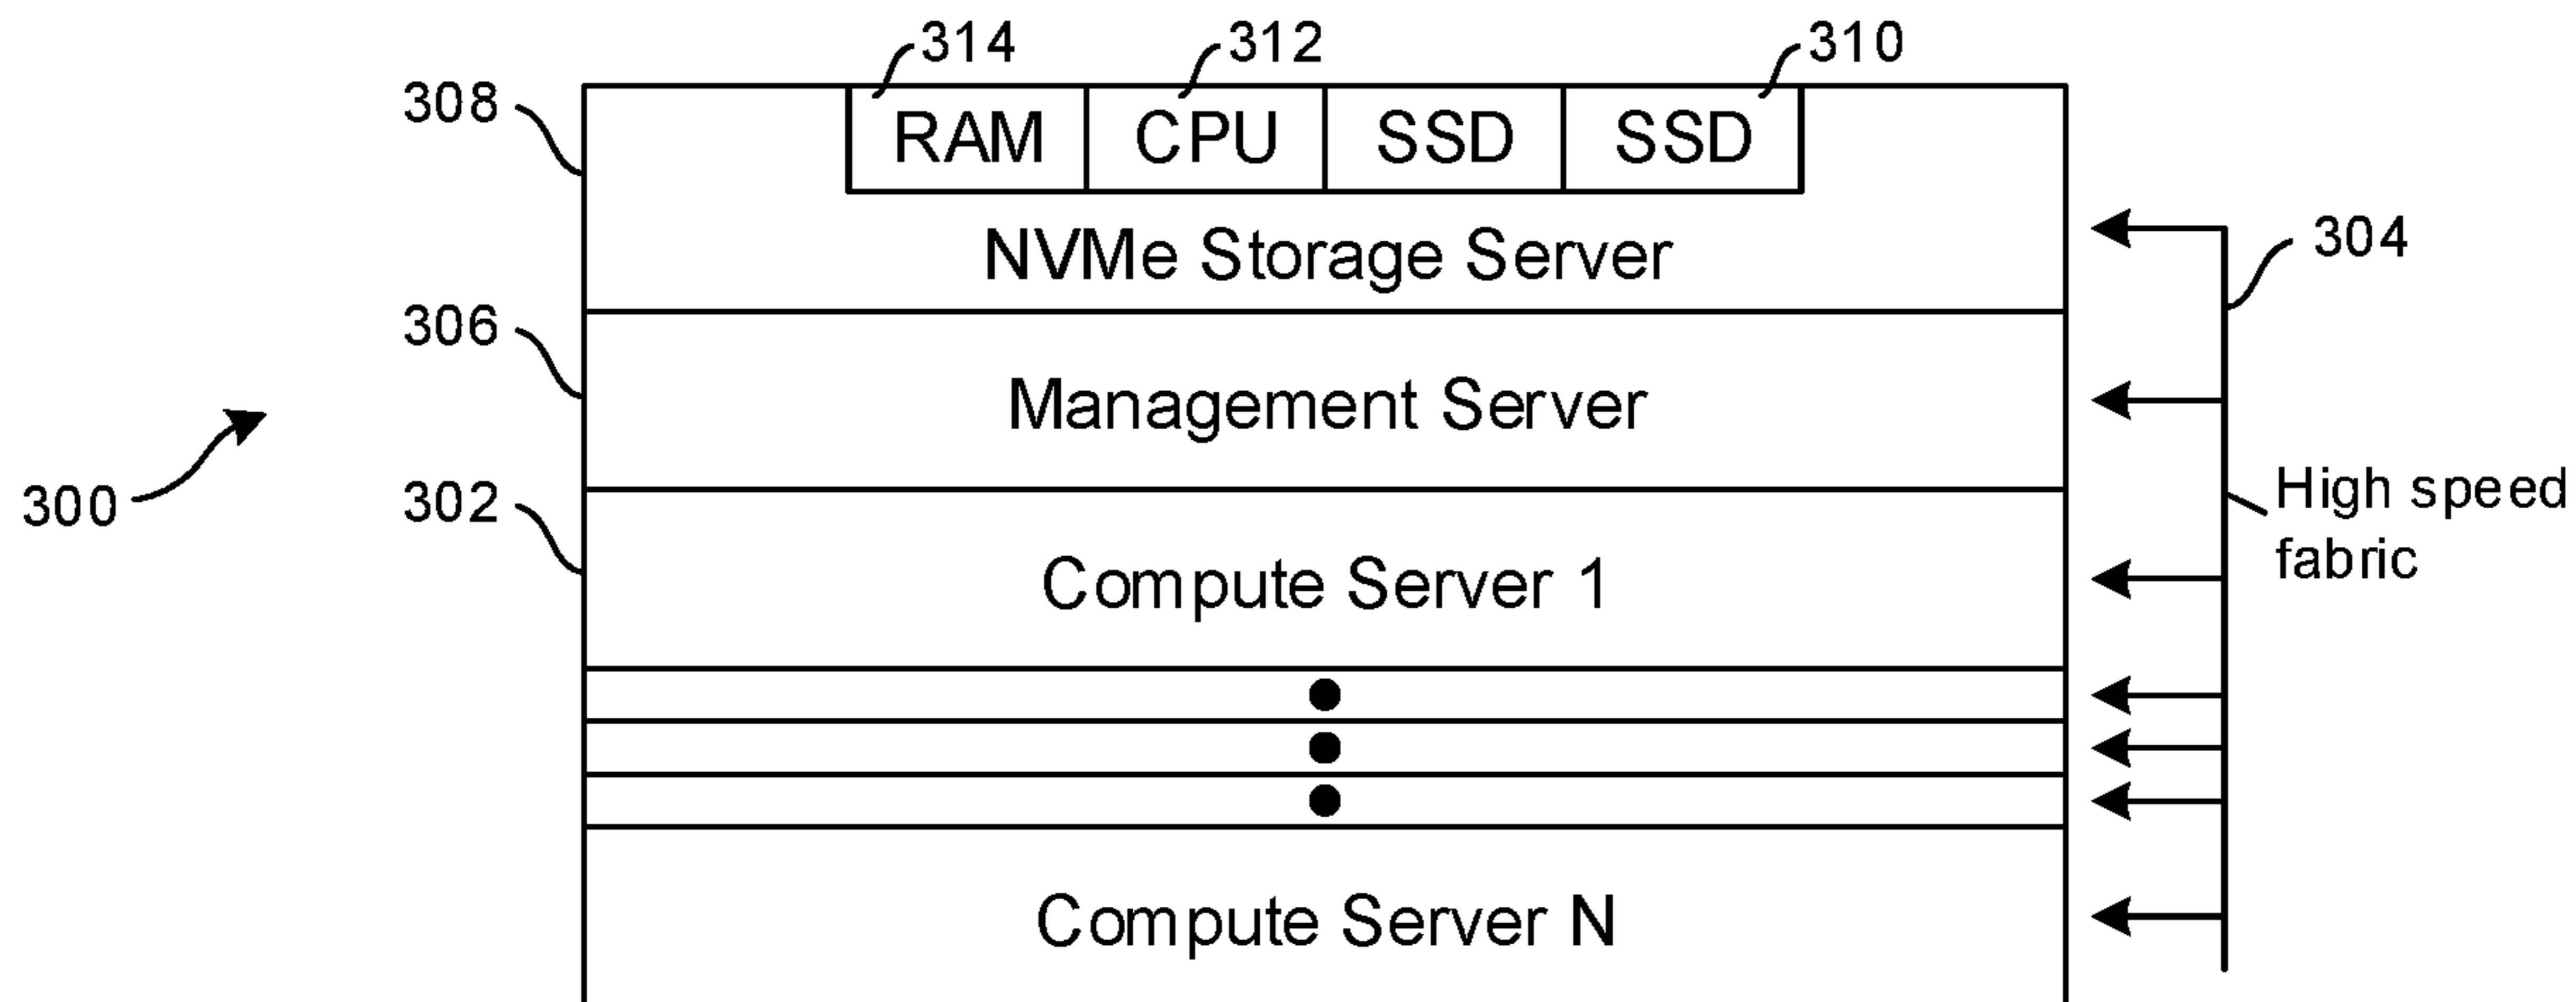 314 312 310
308 RAM CPU SSD SSD
NVMe Storage Server 304
306
Management Server
300 302 High speed
fabric
Compute Server 1
Compute Server N